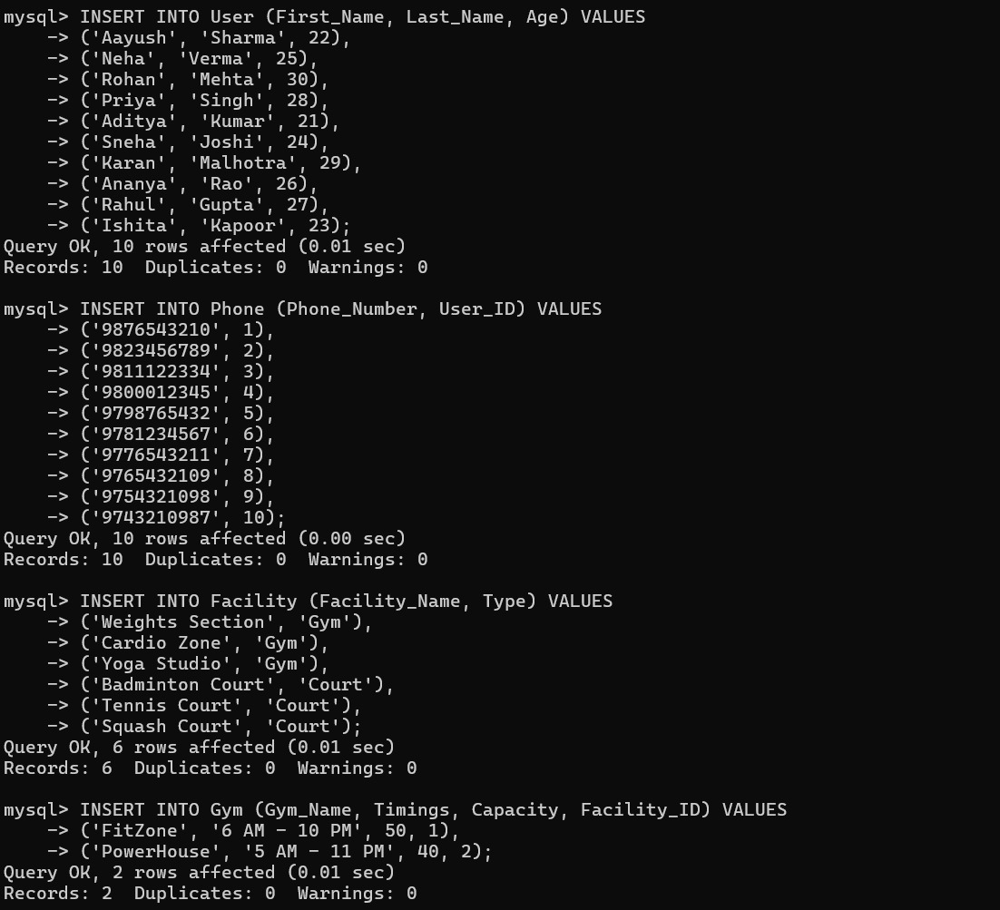 mysql> INSERT INTO User (First_Name, Last_Name, Age) VALUES
    -> ('Aayush', 'Sharma', 22),
    -> ('Neha', 'Verma', 25),
    -> ('Rohan', 'Mehta', 30),
    -> ('Priya', 'Singh', 28),
    -> ('Aditya', 'Kumar', 21),
    -> ('Sneha', 'Joshi', 24),
    -> ('Karan', 'Malhotra', 29),
    -> ('Ananya', 'Rao', 26),
    -> ('Rahul', 'Gupta', 27),
    -> ('Ishita', 'Kapoor', 23);
Query OK, 10 rows affected (0.01 sec)
Records: 10  Duplicates: 0  Warnings: 0

mysql> INSERT INTO Phone (Phone_Number, User_ID) VALUES
    -> ('9876543210', 1),
    -> ('9823456789', 2),
    -> ('9811122334', 3),
    -> ('9800012345', 4),
    -> ('9798765432', 5),
    -> ('9781234567', 6),
    -> ('9776543211', 7),
    -> ('9765432109', 8),
    -> ('9754321098', 9),
    -> ('9743210987', 10);
Query OK, 10 rows affected (0.00 sec)
Records: 10  Duplicates: 0  Warnings: 0

mysql> INSERT INTO Facility (Facility_Name, Type) VALUES
    -> ('Weights Section', 'Gym'),
    -> ('Cardio Zone', 'Gym'),
    -> ('Yoga Studio', 'Gym'),
    -> ('Badminton Court', 'Court'),
    -> ('Tennis Court', 'Court'),
    -> ('Squash Court', 'Court');
Query OK, 6 rows affected (0.01 sec)
Records: 6  Duplicates: 0  Warnings: 0

mysql> INSERT INTO Gym (Gym_Name, Timings, Capacity, Facility_ID) VALUES
    -> ('FitZone', '6 AM - 10 PM', 50, 1),
    -> ('PowerHouse', '5 AM - 11 PM', 40, 2);
Query OK, 2 rows affected (0.01 sec)
Records: 2  Duplicates: 0  Warnings: 0